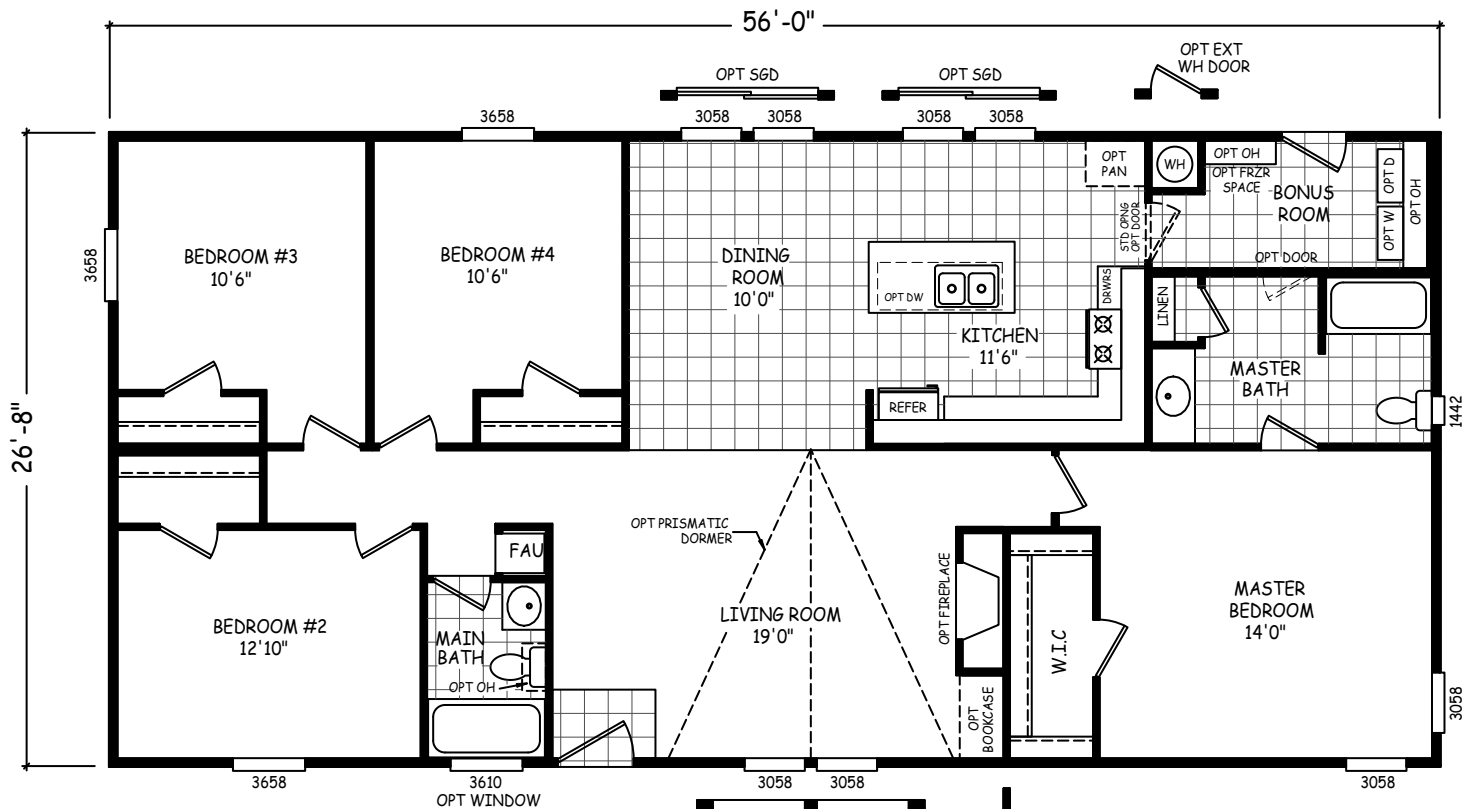 56'-0"
OPT EXT
WH DOOR
OPT SGD
OPT SGD
3658
3058
3058
3058
3058
OPT
PAN
WH
OPT OH
OPT FRZR
SPACE
BONUS
ROOM
OPT D
OPT W
OPT OH
STD OPNG
OPT DOOR
OPT DOOR
3658
BEDROOM #3
10'6"
BEDROOM #4
10'6"
DINING
ROOM
10'0"
OPT DW
DRWRS
KITCHEN
11'6"
REFER
LINEN
MASTER
BATH
1442
26'-8"
OPT PRISMATIC
DORMER
FAU
BEDROOM #2
12'10"
MAIN
BATH
OPT OH
LIVING ROOM
19'0"
OPT FIREPLACE
OPT
BOOKCASE
W.I.C
MASTER
BEDROOM
14'0"
3058
3658
3610
OPT WINDOW
3058
3058
3058